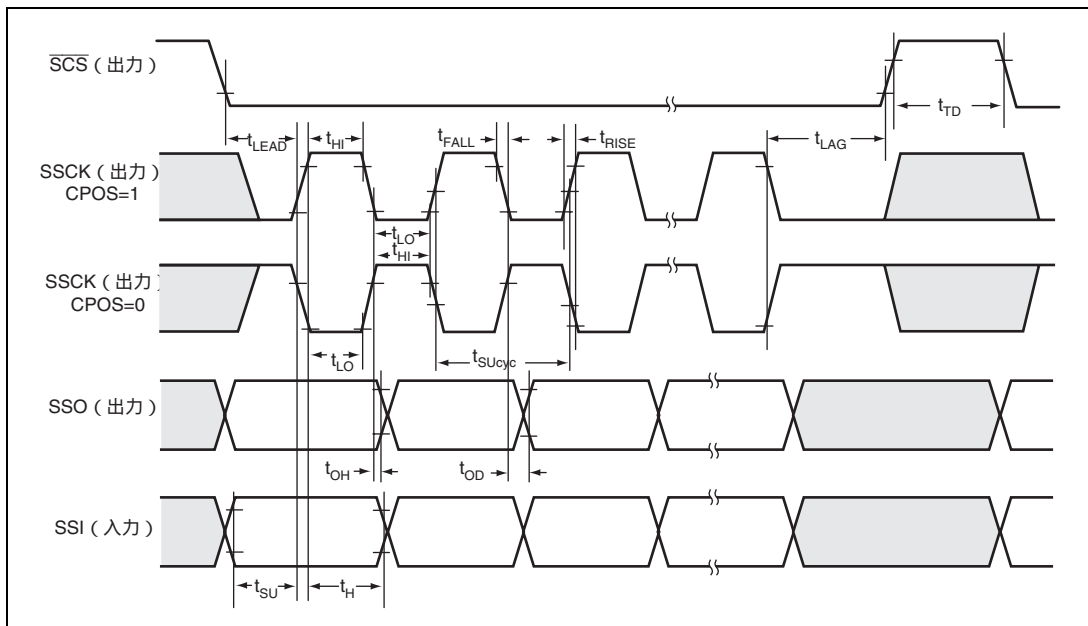 SCS（出力）
tTD
tLEAD
tHI
tFALL
tRISE
tLAG
SSCK（出力）
CPOS=1
tLO
tHI
SSCK（出力）
CPOS=0
tLO
tSUcyc
SSO（出力）
tOH
tOD
SSI（入力）
tSU
tH